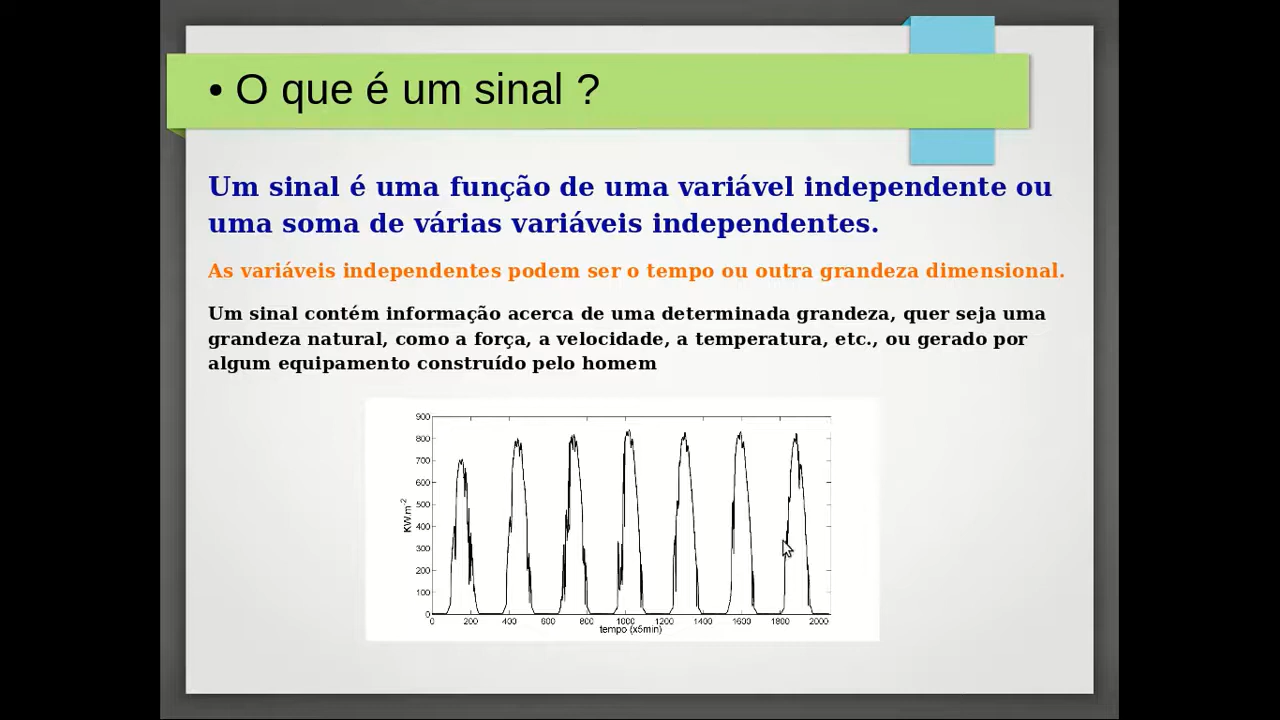 • O que é um sinal ?
Um sinal é uma função de uma variável independente ou
uma soma de várias variáveis independentes.
As variáveis independentes podem ser o tempo ou outra grandeza dimensional.
Um sinal contém informação acerca de uma determinada grandeza, quer seja uma
grandeza natural, como a força, a velocidade, a temperatura, etc., ou gerado por
algum equipamento construído pelo homem
900
800
700
600
500
400
300
200
100
0
KW.m⁻²
0 200 400 600 800 1000 1200 1400 1600 1800 2000
tempo (x5min)